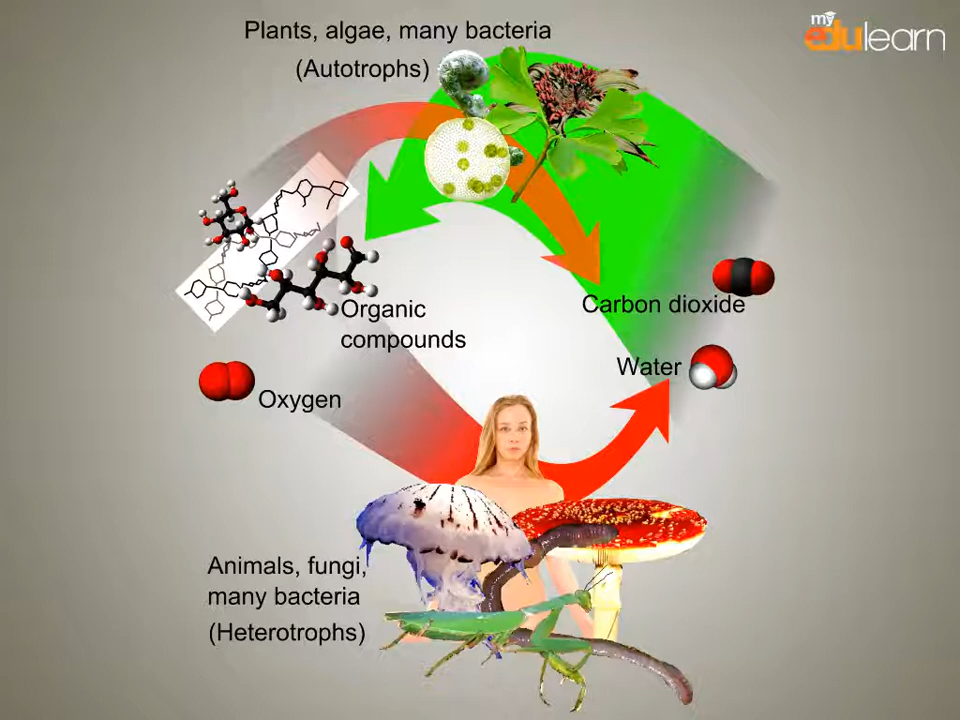 Plants, algae, many bacteria
(Autotrophs)
my
edulearn
Organic
compounds
Carbon dioxide
Water
Oxygen
Animals, fungi,
many bacteria
(Heterotrophs)